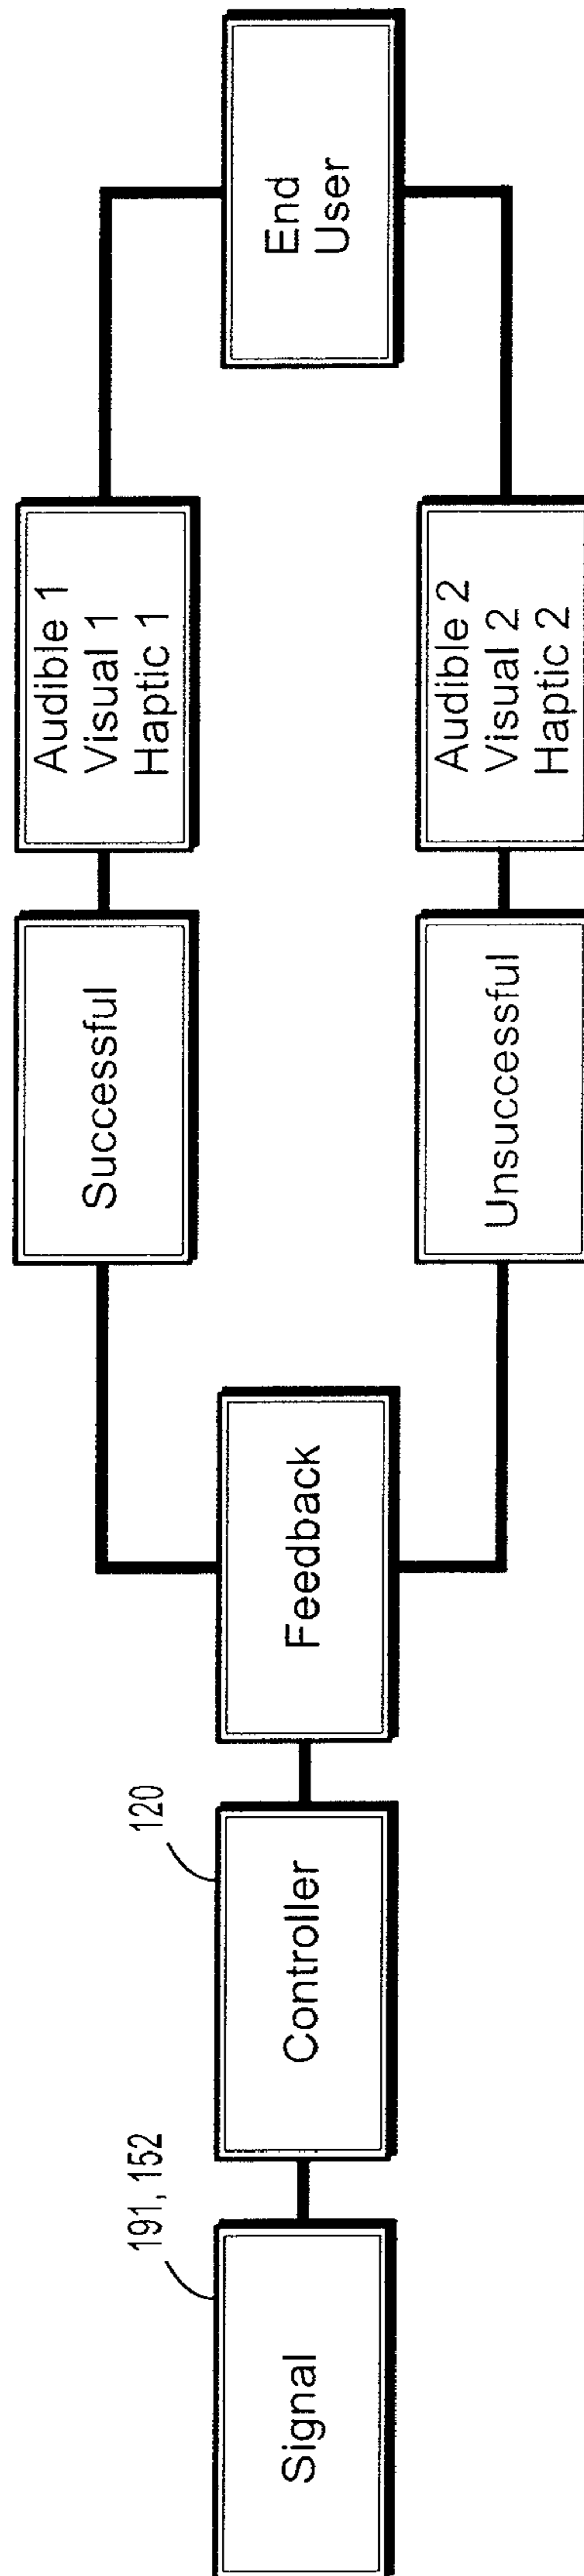 191, 152
Signal
120
Controller
Feedback
Successful
Audible 1
Visual 1
Haptic 1
Unsuccessful
Audible 2
Visual 2
Haptic 2
End
User